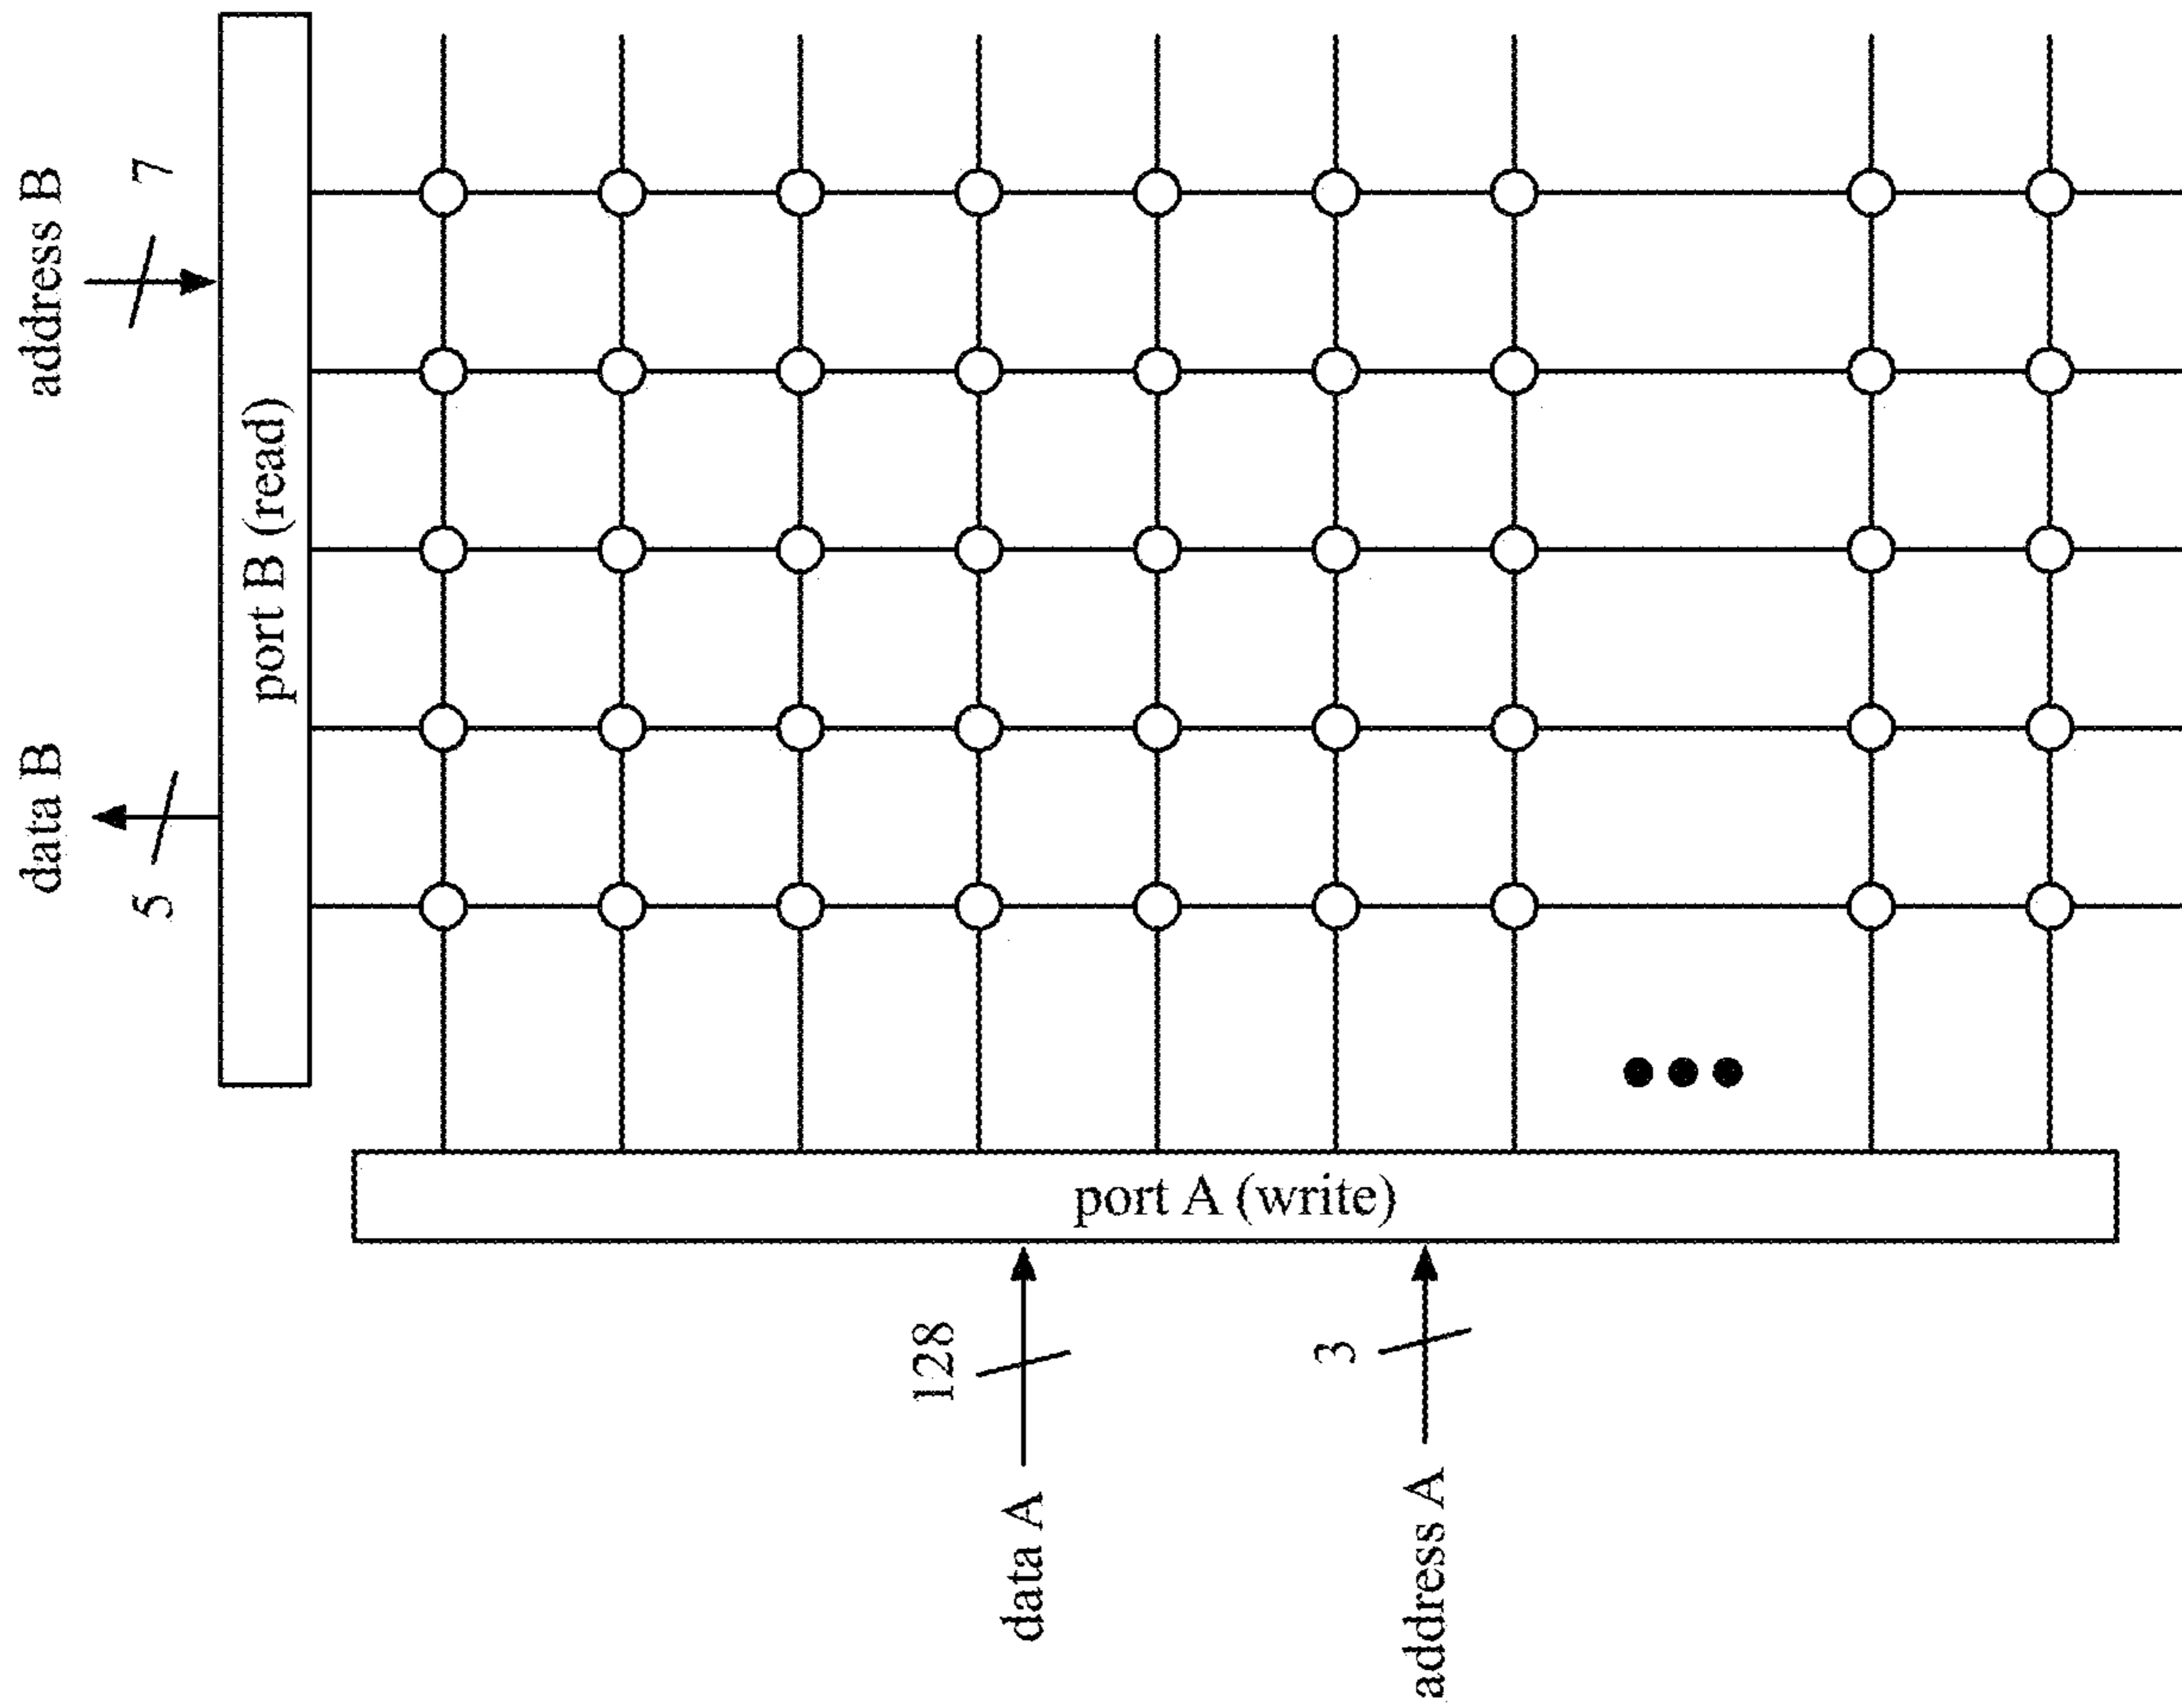 address B
7
port B (read)
data B
5
port A (write)
128
3
data A
address A